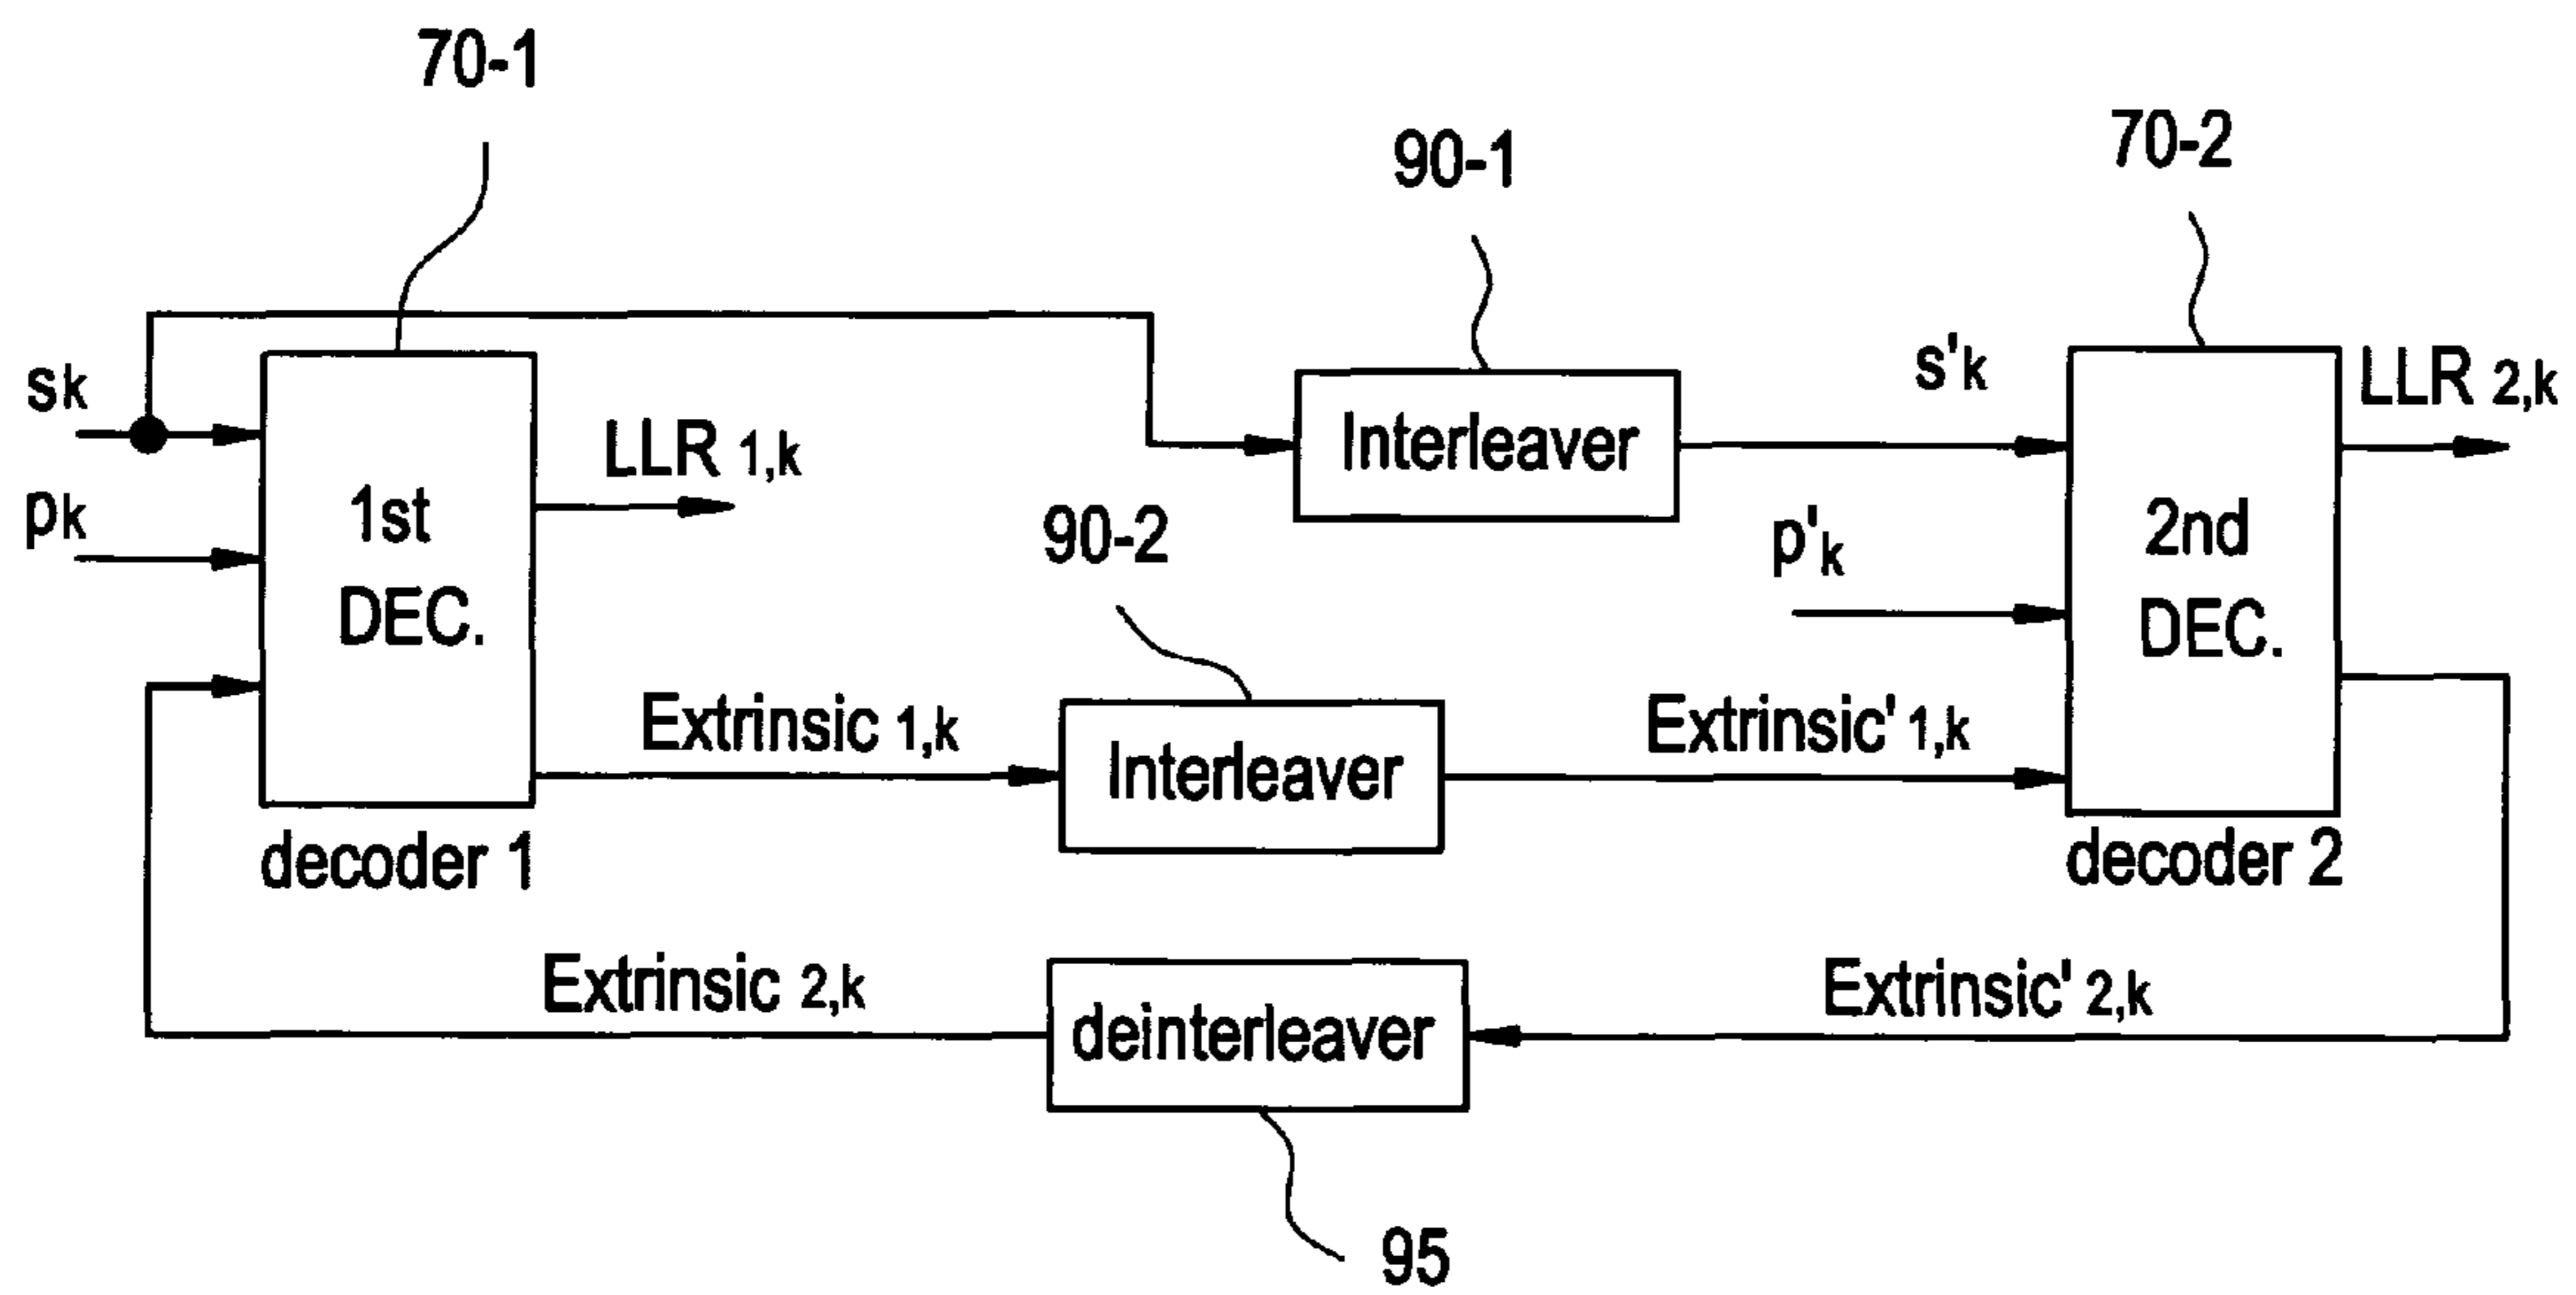 70-1
90-1
70-2
sk
pk
1st
DEC.
decoder 1
LLR 1,k
Interleaver
s'k
p'k
2nd
DEC.
decoder 2
LLR 2,k
90-2
Extrinsic 1,k
Interleaver
Extrinsic' 1,k
Extrinsic 2,k
deinterleaver
Extrinsic' 2,k
95